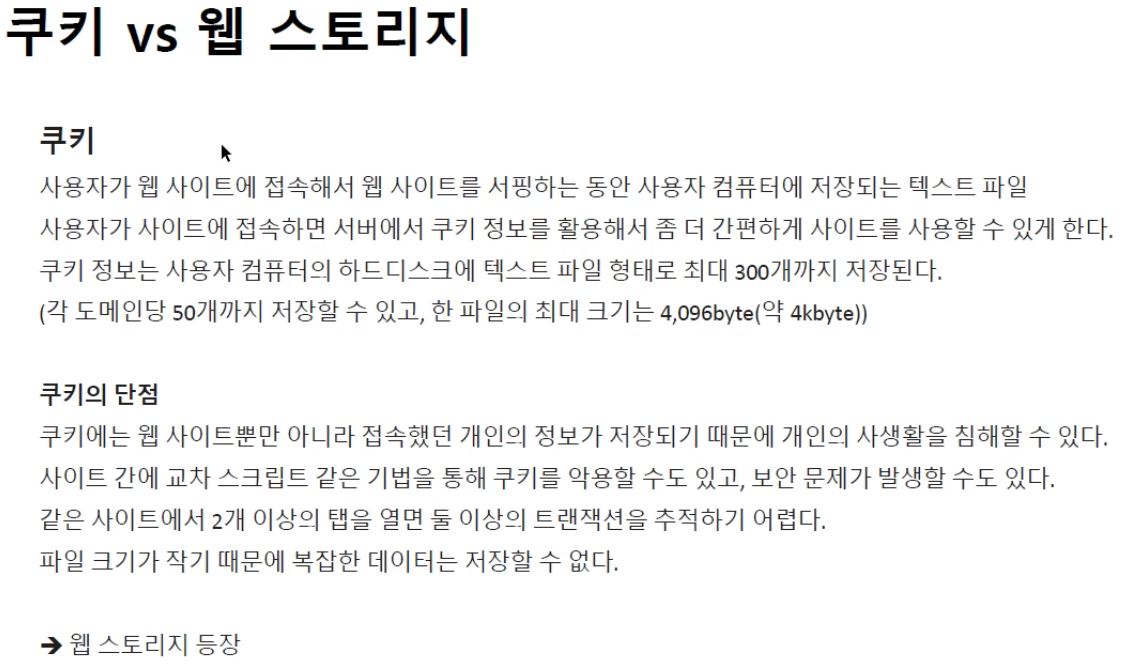 쿠키 vs 웹 스토리지
쿠키
사용자가 웹 사이트에 접속해서 웹 사이트를 서핑하는 동안 사용자 컴퓨터에 저장되는 텍스트 파일
사용자가 사이트에 접속하면 서버에서 쿠키 정보를 활용해서 좀 더 간편하게 사이트를 사용할 수 있게 한다.
쿠키 정보는 사용자 컴퓨터의 하드디스크에 텍스트 파일 형태로 최대 300개까지 저장된다.
(각 도메인당 50개까지 저장할 수 있고, 한 파일의 최대 크기는 4,096byte(약 4kbyte))
쿠키의 단점
쿠키에는 웹 사이트뿐만 아니라 접속했던 개인의 정보가 저장되기 때문에 개인의 사생활을 침해할 수 있다.
사이트 간에 교차 스크립트 같은 기법을 통해 쿠키를 악용할 수도 있고, 보안 문제가 발생할 수도 있다.
같은 사이트에서 2개 이상의 탭을 열면 둘 이상의 트랜잭션을 추적하기 어렵다.
파일 크기가 작기 때문에 복잡한 데이터는 저장할 수 없다.
➔ 웹 스토리지 등장